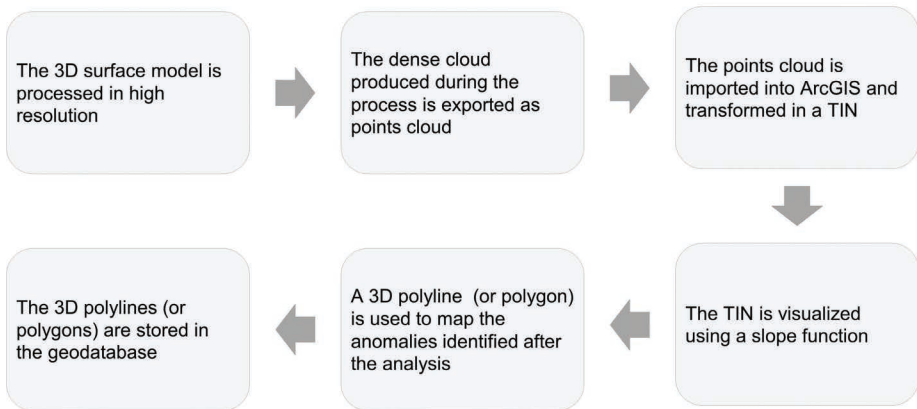 The 3D surface model is
processed in high
resolution
The dense cloud
produced during the
process is exported as
points cloud
The points cloud is
imported into ArcGIS and
transformed in a TIN
The TIN is visualized
using a slope function
A 3D polyline (or polygon)
is used to map the
anomalies identified after
the analysis
The 3D polylines (or
polygons) are stored in
the geodatabase